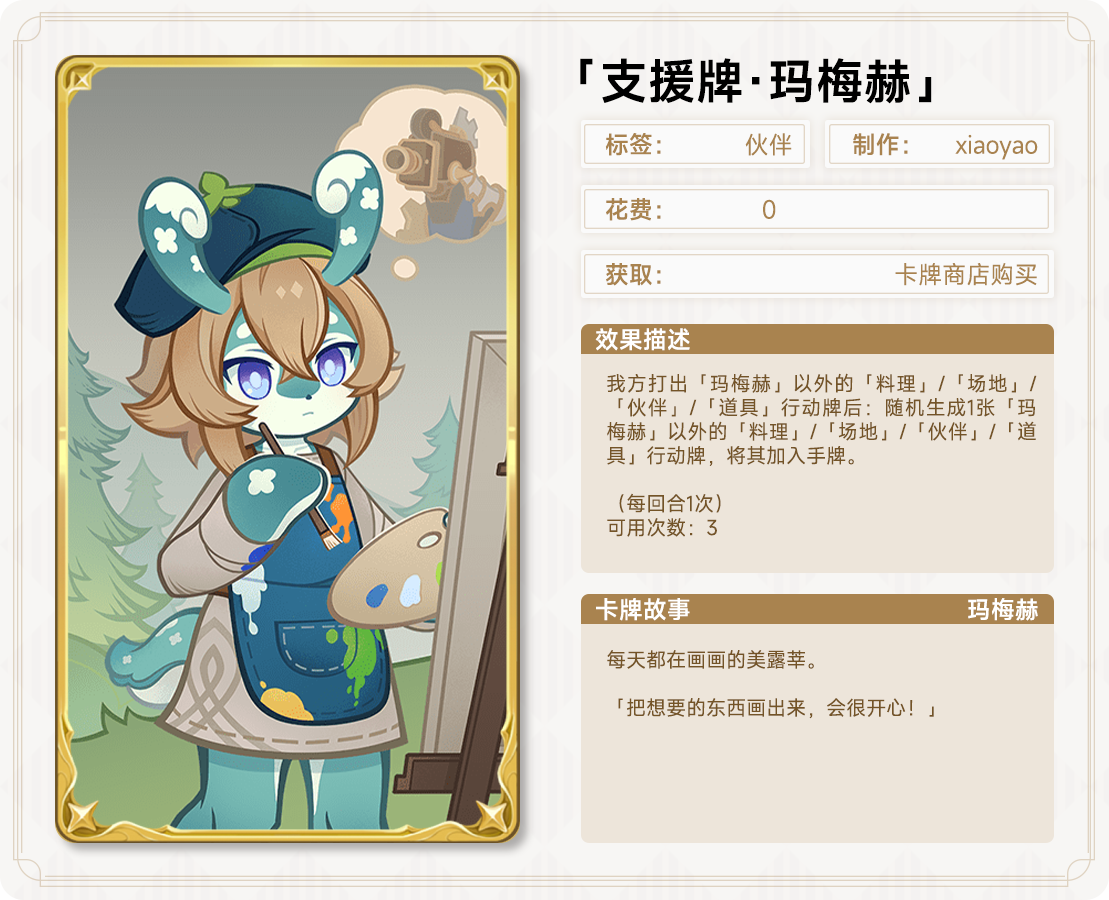 「支援牌·玛梅赫」
标签： 伙伴
制作： xiaoyao
花费： 0
获取： 卡牌商店购买
效果描述
我方打出「玛梅赫」以外的「料理」/「场地」/
「伙伴」/「道具」行动牌后：随机生成1张「玛
梅赫」以外的「料理」/「场地」/「伙伴」/「道
具」行动牌，将其加入手牌。
（每回合1次）
可用次数：3
卡牌故事 玛梅赫
每天都在画画的美露莘。
「把想要的东西画出来，会很开心！」